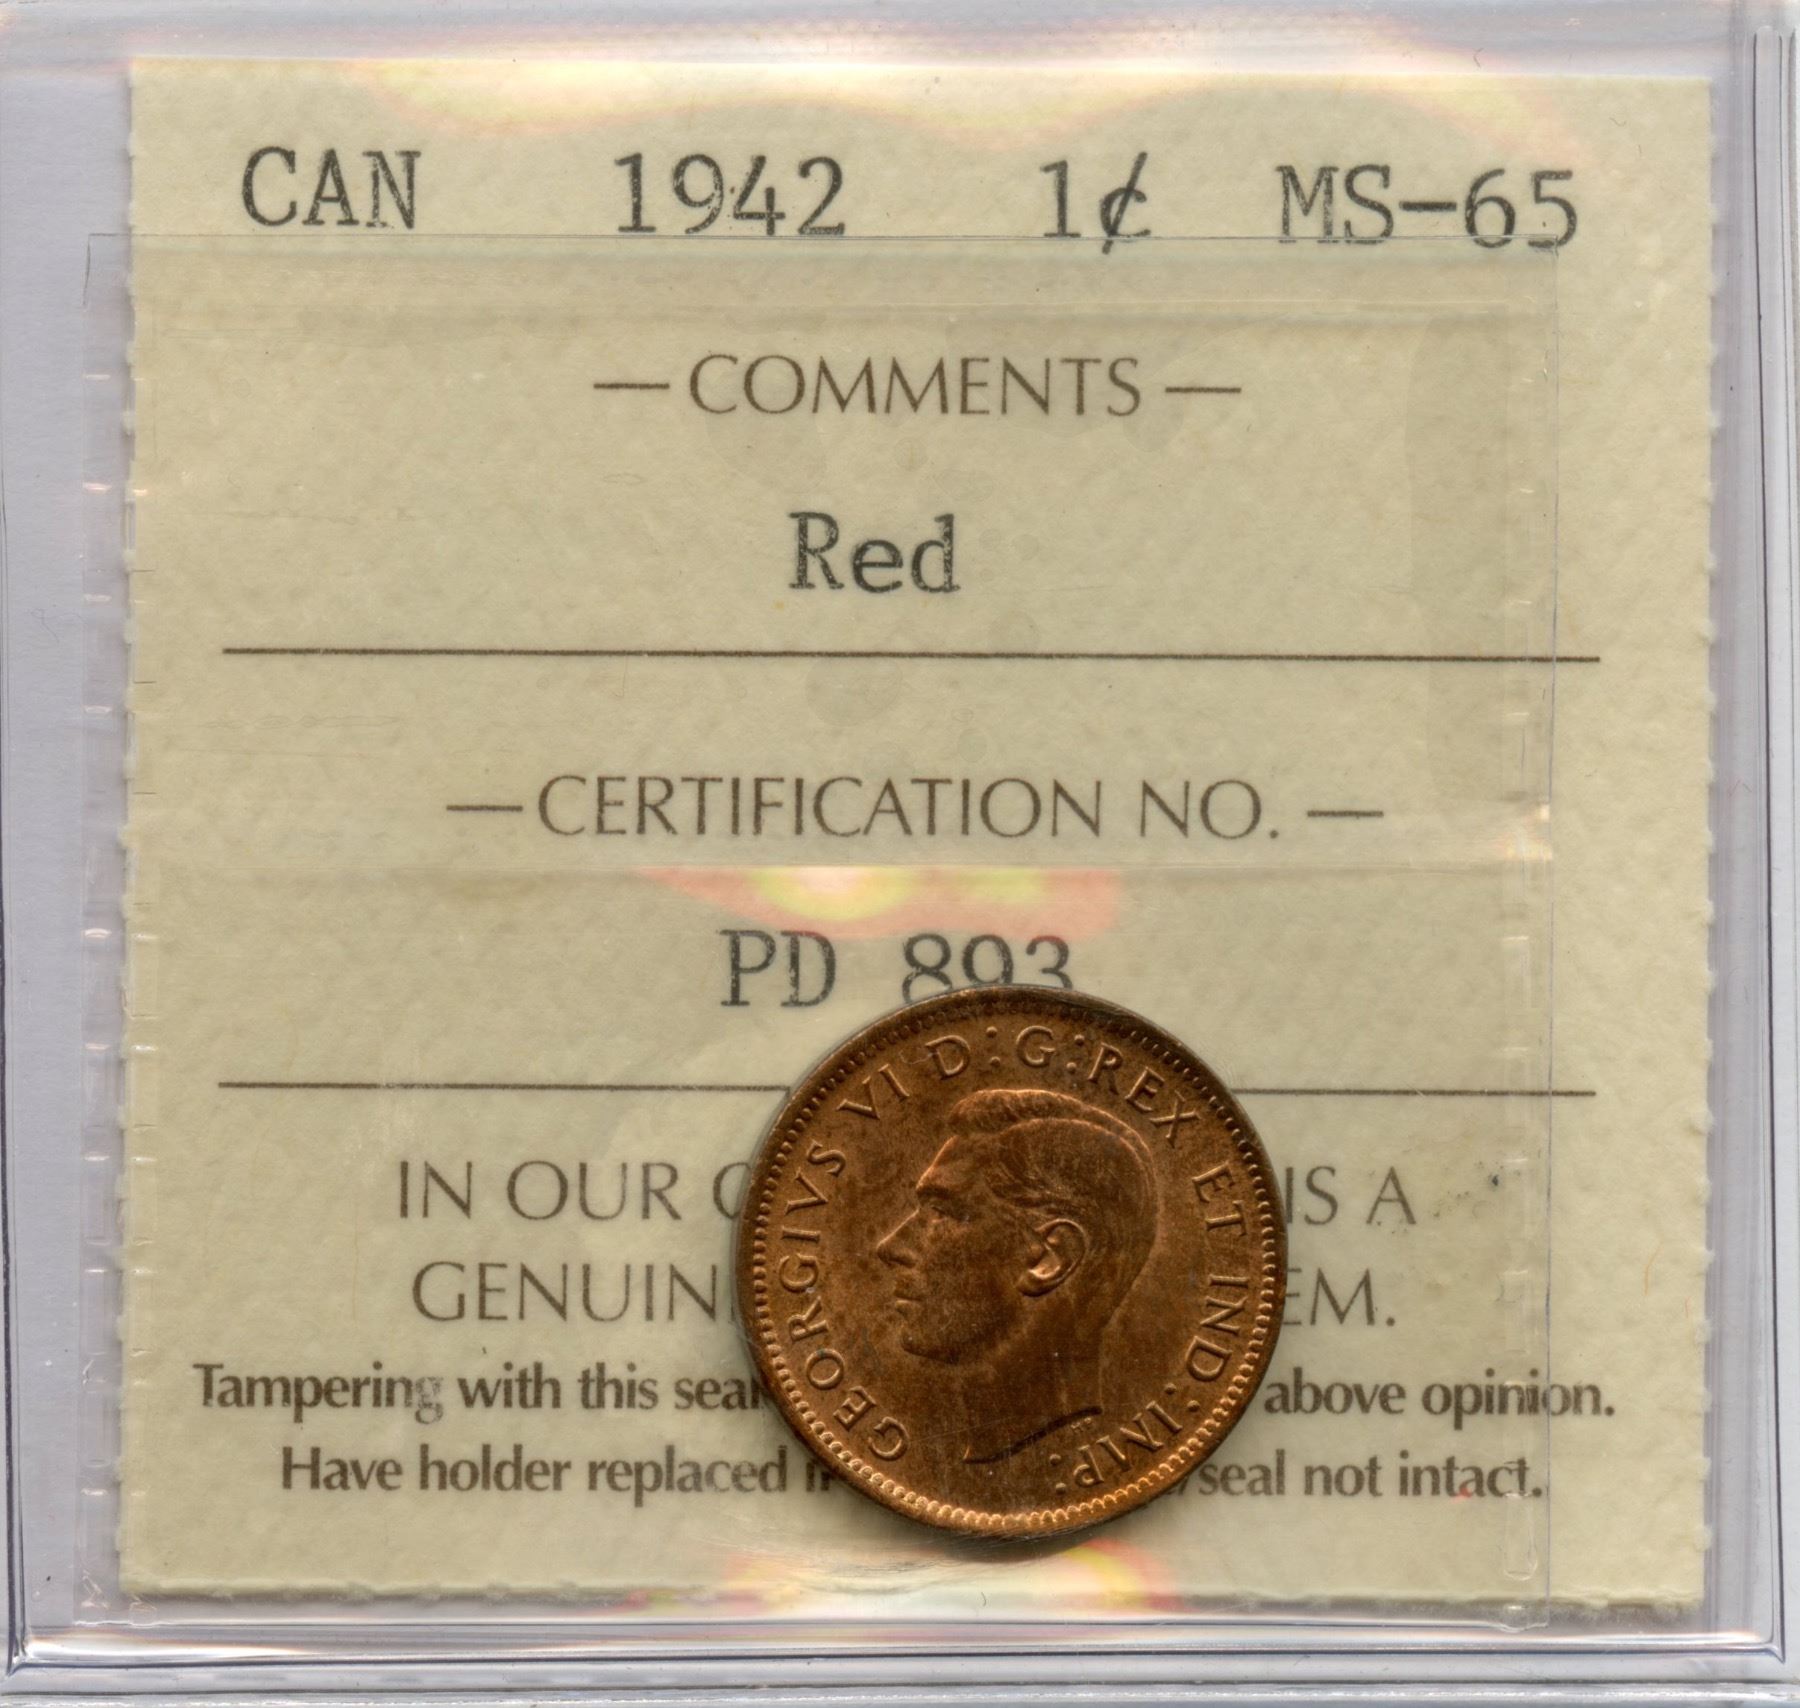 CAN 1942 1¢ MS-65
— COMMENTS —
Red
— CERTIFICATION NO. —
PD 893
IN OUR IS A
GENUIN EM.
Tampering with this seal above opinion.
Have holder replaced seal not intact.
GEORGIVS VI D:G:REX ET IND:IMP: